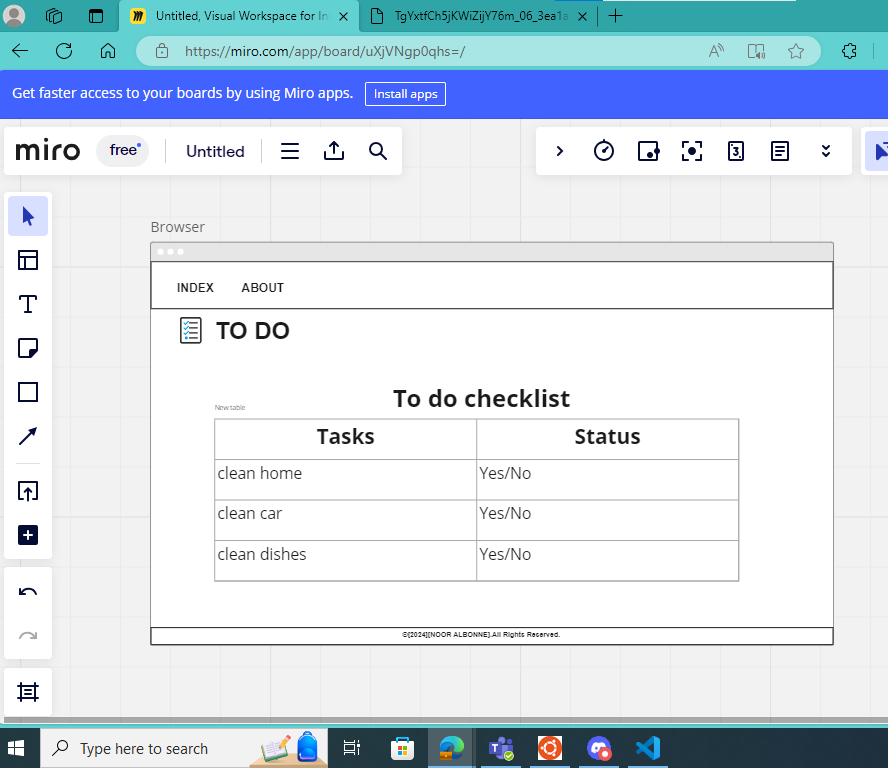 Untitled, Visual Workspace for In
TgYxtfCh5jKWiZijY76m_06_3ea1a
https://miro.com/app/board/uXjVNgp0qhs=/
Get faster access to your boards by using Miro apps.
Install apps
miro
free
Untitled
3
Browser
INDEX
ABOUT
TO DO
To do checklist
New table
Tasks
Status
clean home
Yes/No
clean car
Yes/No
clean dishes
Yes/No
©[2024][NOOR ALBONNE].All Rights Reserved.
Type here to search